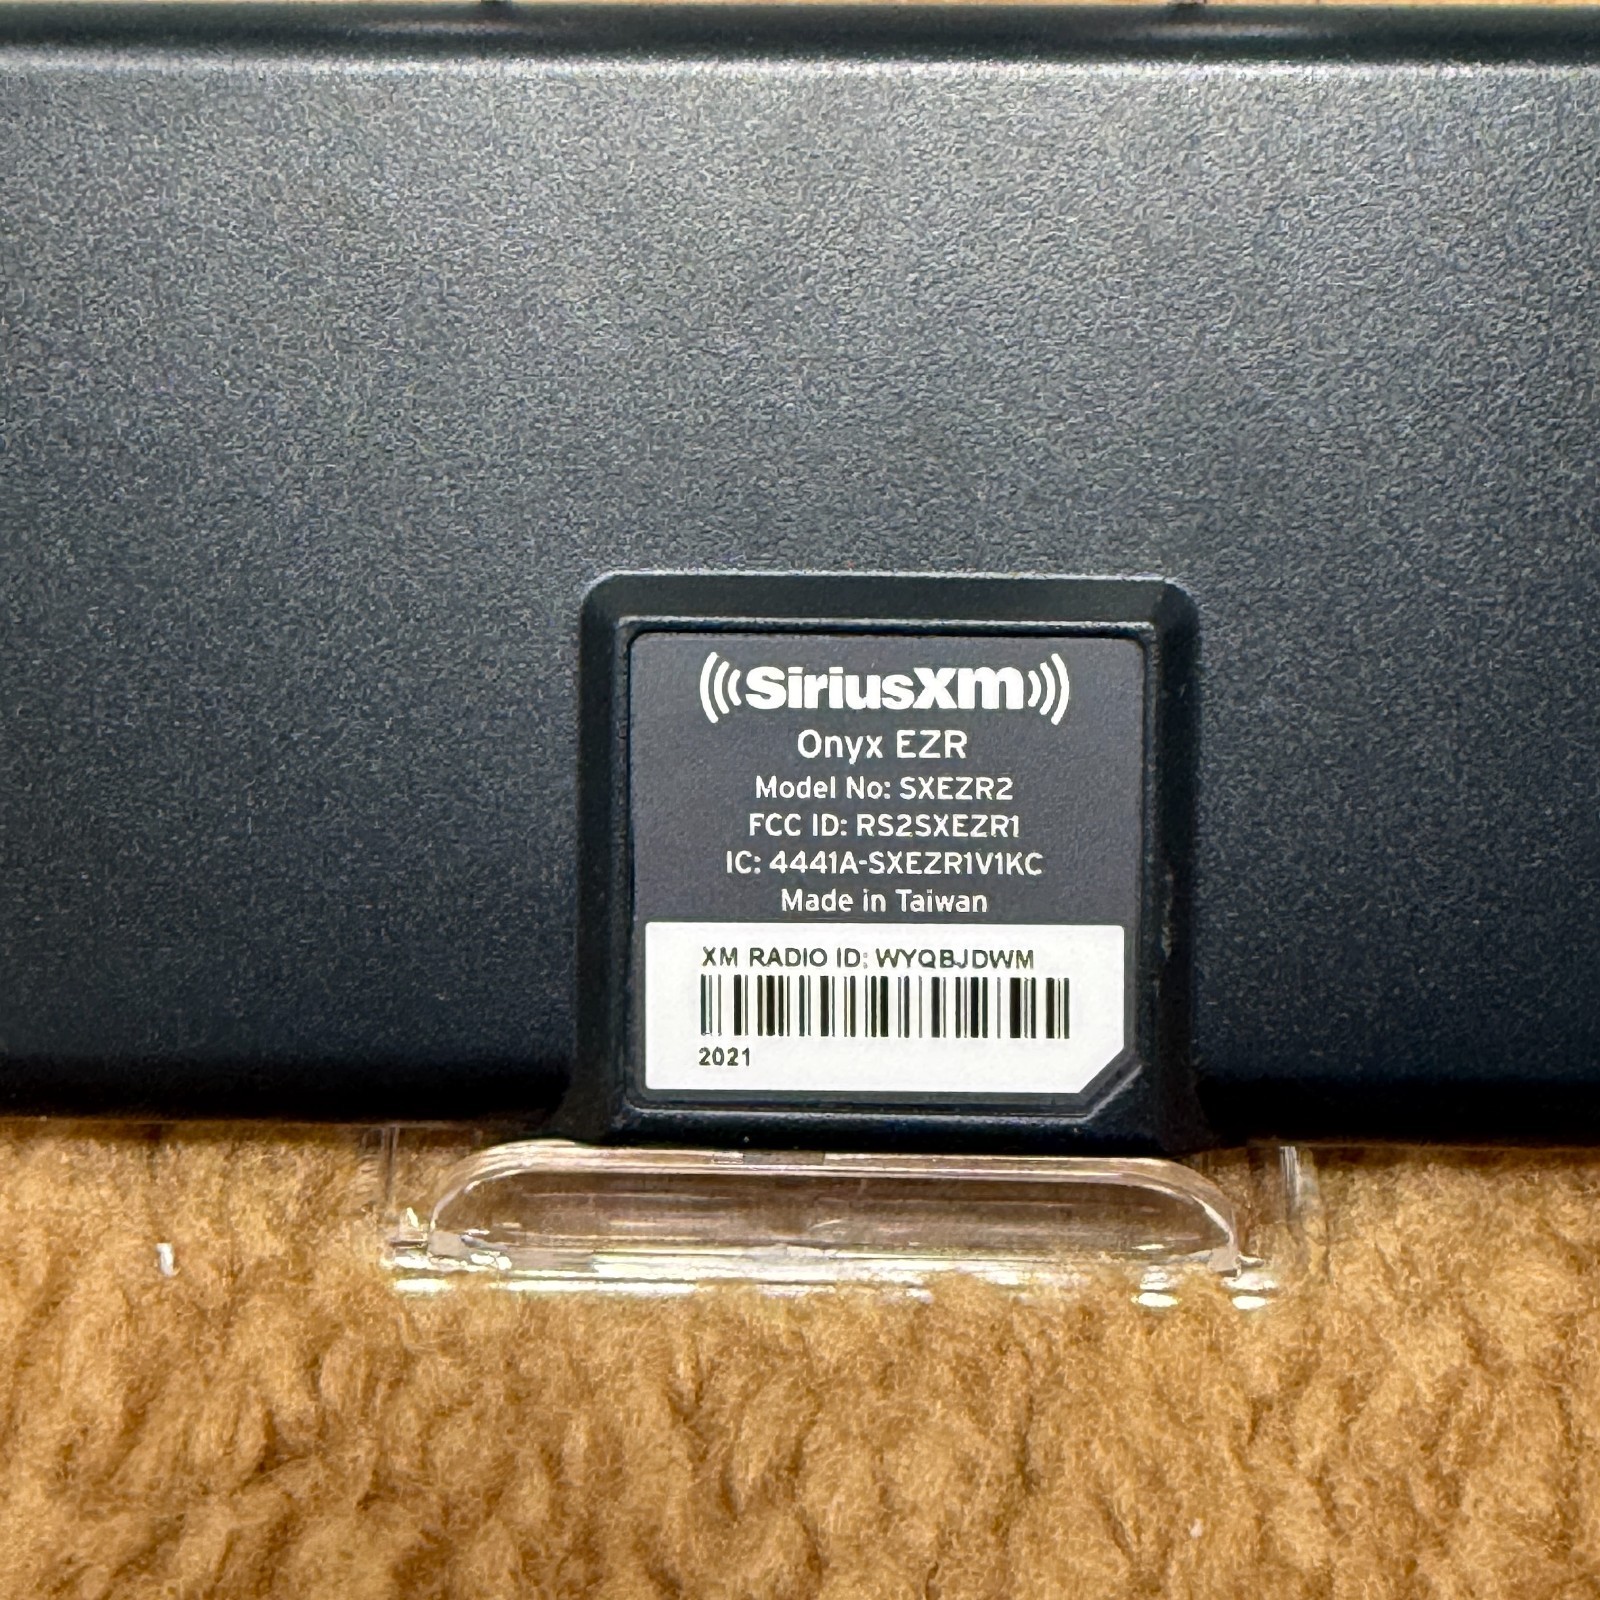 SiriusXM
Onyx EZR
Model No: SXEZR2
FCC ID: RS2SXEZR1
IC: 4441A-SXEZR1V1KC
Made in Taiwan
XM RADIO ID: WYQBJDWM
2021